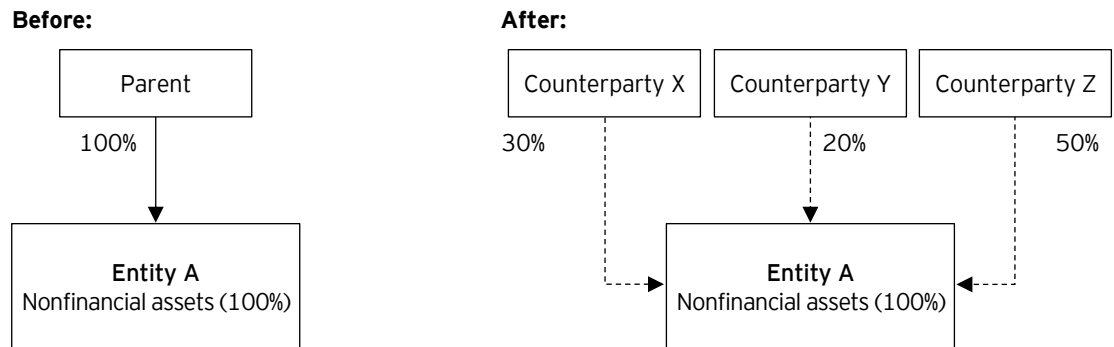 Before:
Parent
100%
Entity A
Nonfinancial assets (100%)
After:
Counterparty X
Counterparty Y
Counterparty Z
30%
20%
50%
Entity A
Nonfinancial assets (100%)